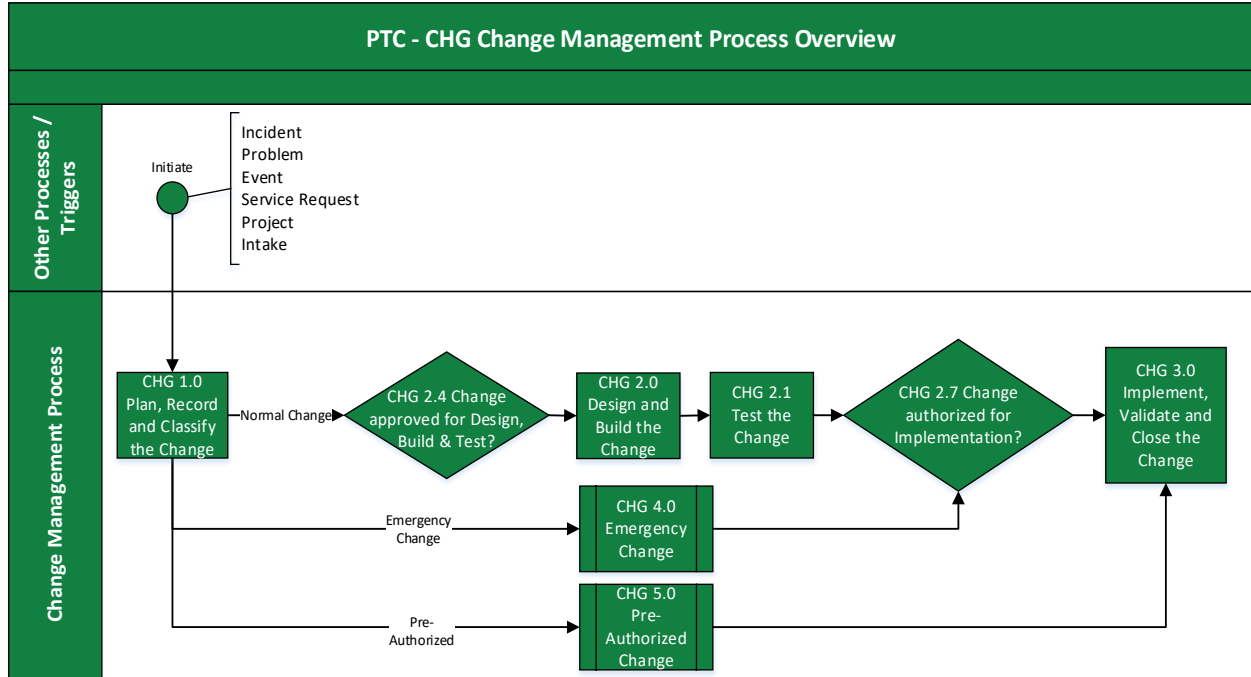 PTC - CHG Change Management Process Overview
Other Processes /
Triggers
Initiate
Incident
Problem
Event
Service Request
Project
Intake
Change Management Process
CHG 1.0
Plan, Record
and Classify
the Change
Normal Change
CHG 2.4 Change
approved for Design,
Build & Test?
CHG 2.0
Design and
Build the
Change
CHG 2.1
Test the
Change
CHG 2.7 Change
authorized for
Implementation?
CHG 3.0
Implement,
Validate and
Close the
Change
Emergency
Change
CHG 4.0
Emergency
Change
Pre-
Authorized
CHG 5.0
Pre-
Authorized
Change